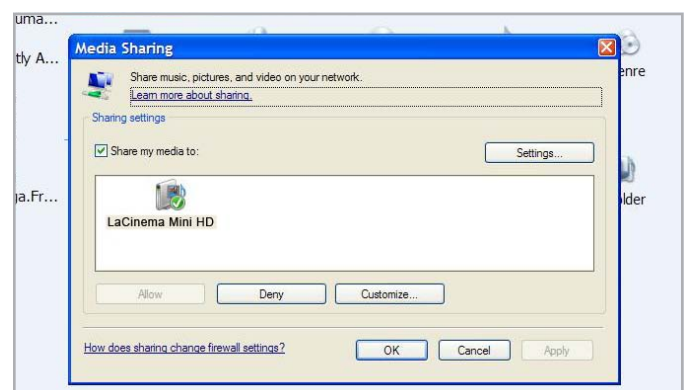 uma...
tly A...
Media Sharing
enre
Share music, pictures, and video on your network.
Learn more about sharing.
Sharing settings
Share my media to:
Settings...
ja.Fr...
lder
LaCinema Mini HD
Allow
Deny
Customize...
How does sharing change firewall settings?
OK
Cancel
Apply